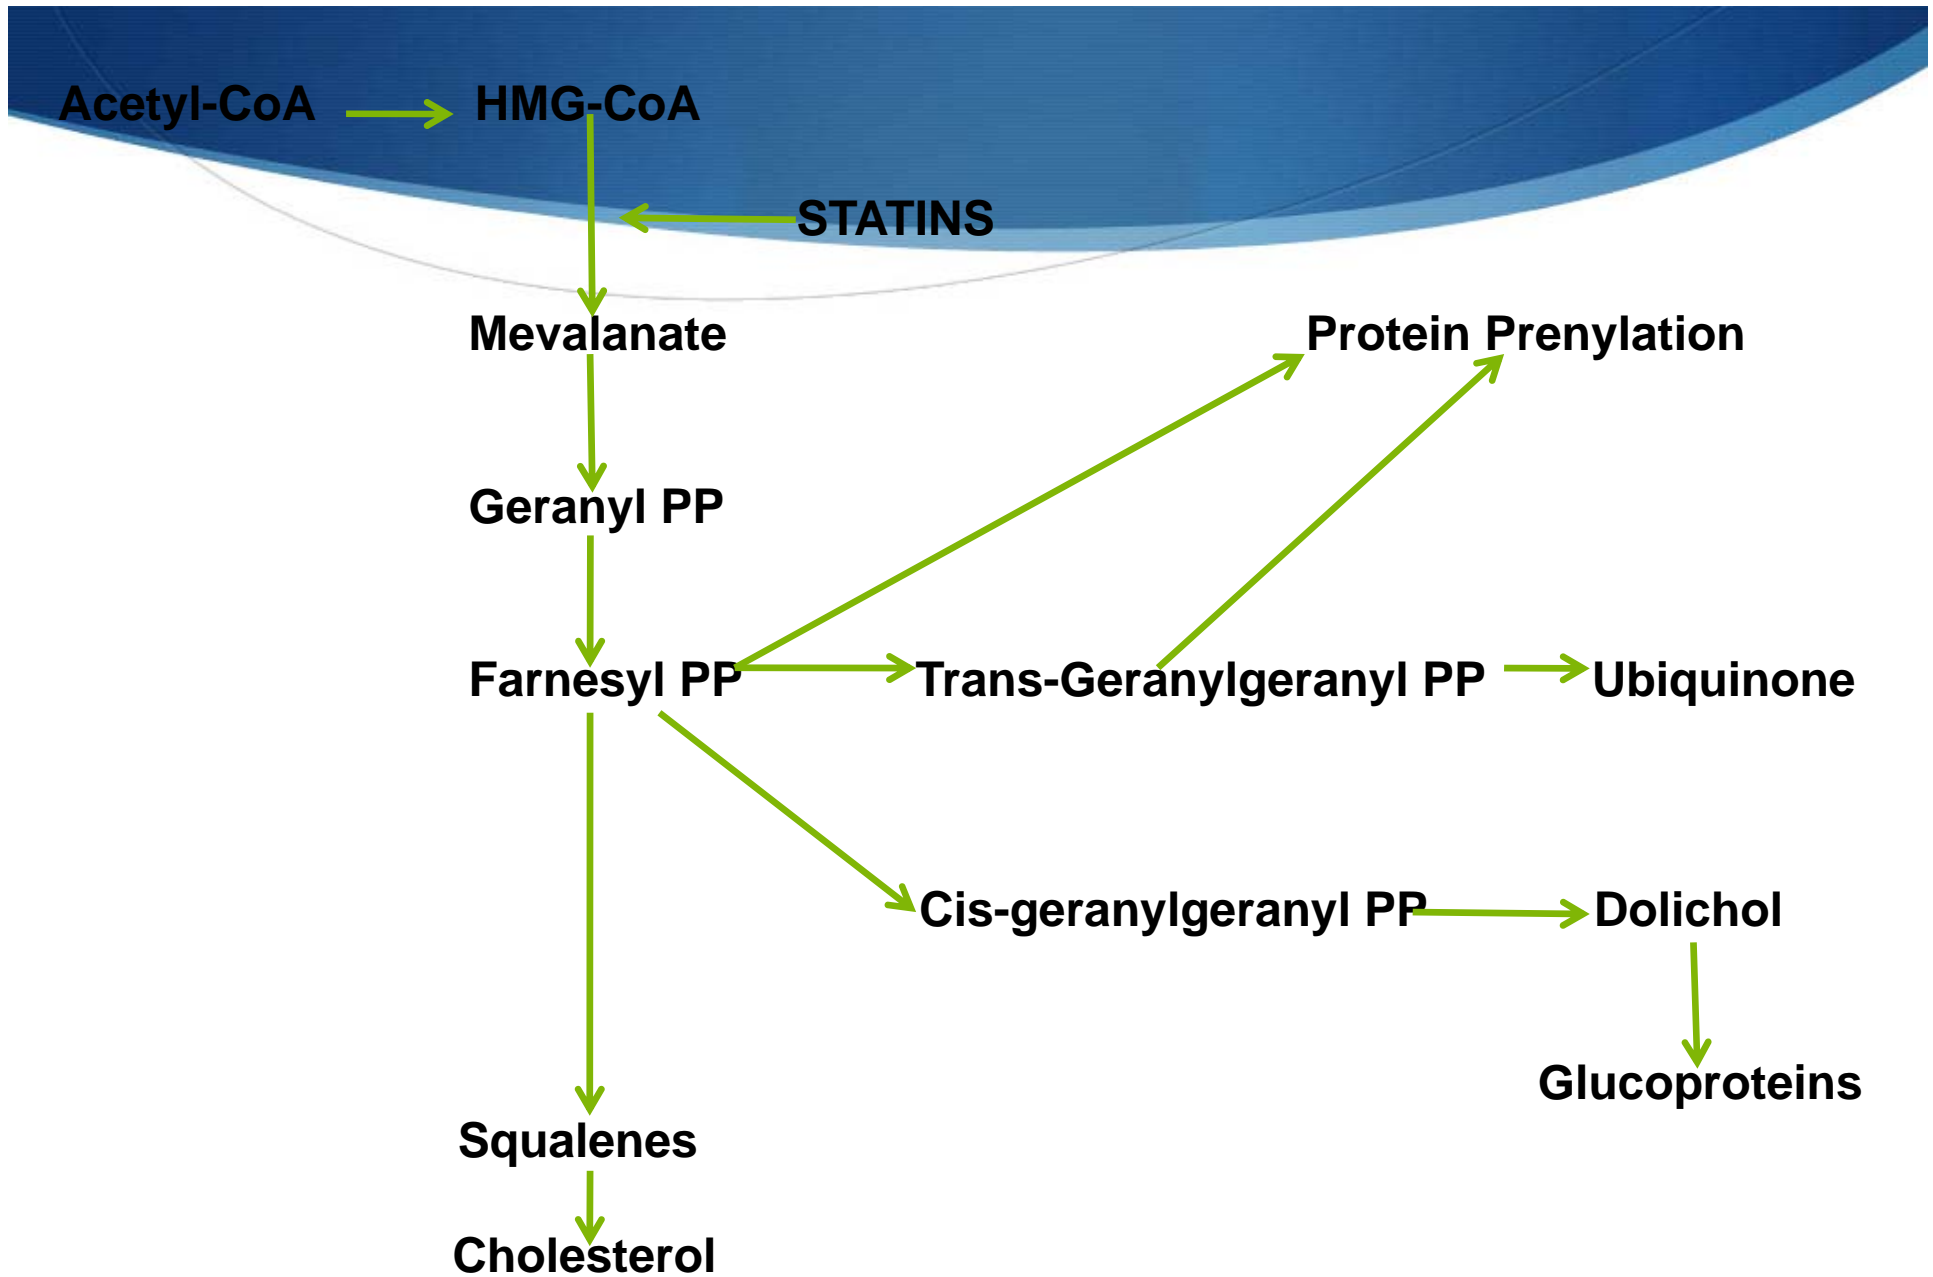 Acetyl-CoA HMG-CoA
STATINS
Mevalanate Protein Prenylation
Geranyl PP
Farnesyl PP Trans-Geranylgeranyl PP Ubiquinone
Cis-geranylgeranyl PP Dolichol
Glucoproteins
Squalenes
Cholesterol